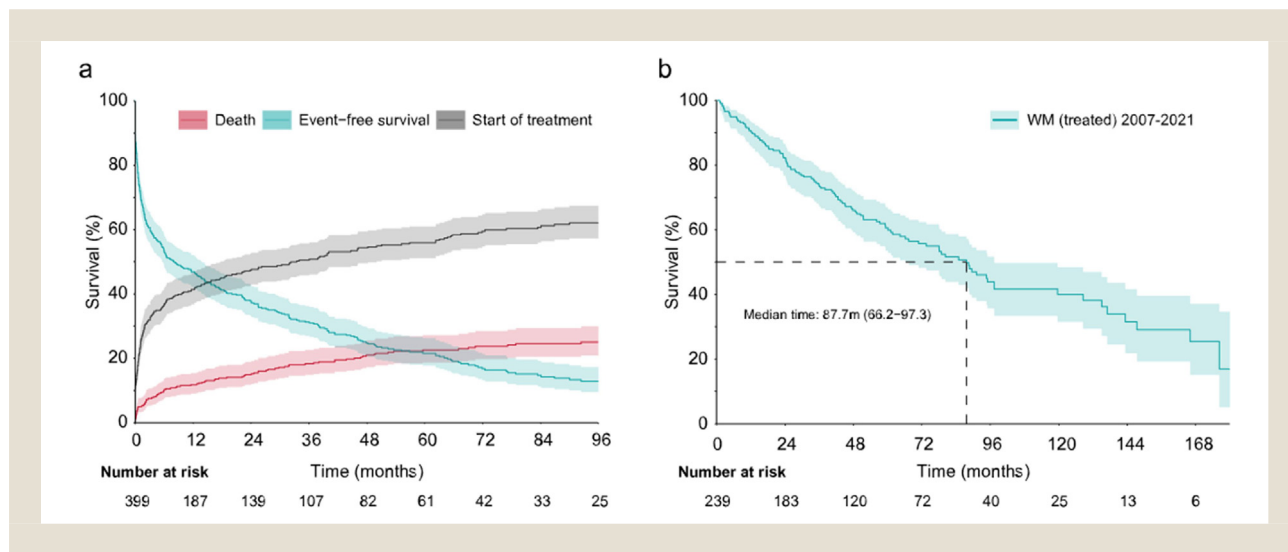 a
100
80
60
40
20
0
Survival (%)
Death Event-free survival Start of treatment
0 12 24 36 48 60 72 84 96
Number at risk Time (months)
399 187 139 107 82 61 42 33 25
b
100
80
60
40
20
0
Survival (%)
WM (treated) 2007-2021
Median time: 87.7m (66.2-97.3)
0 24 48 72 96 120 144 168
Number at risk Time (months)
239 183 120 72 40 25 13 6